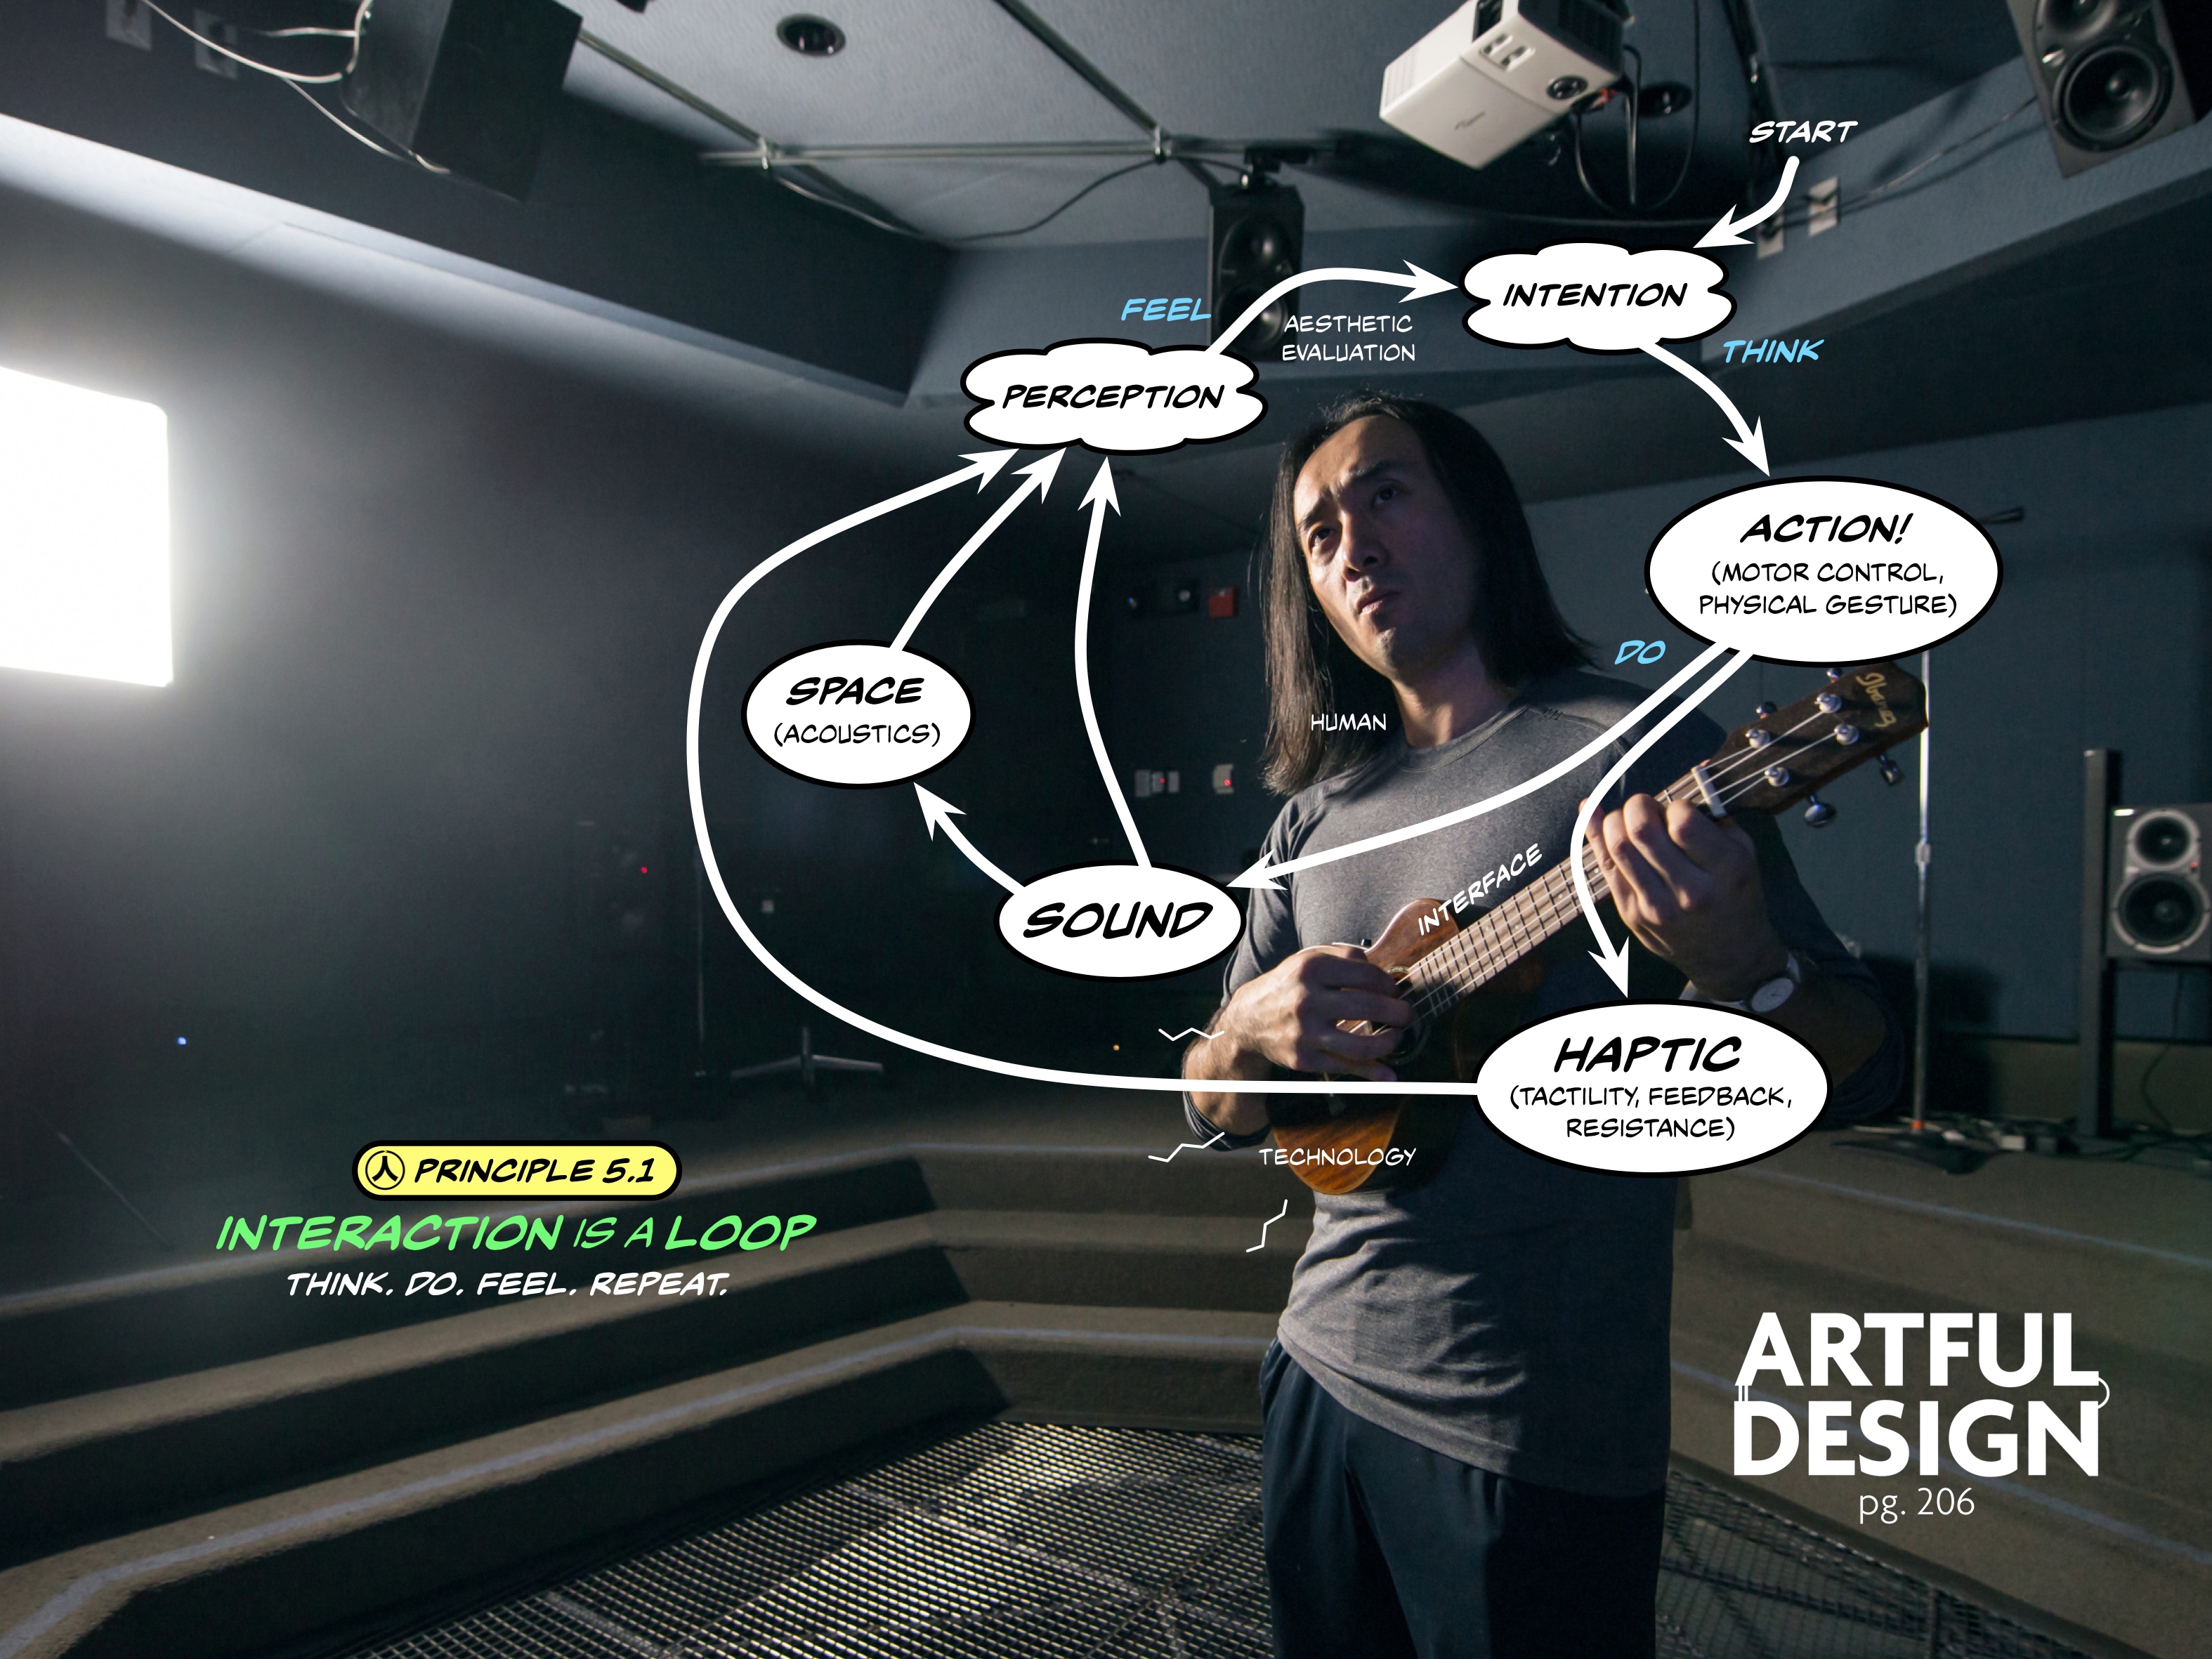 START
INTENTION
FEEL
AESTHETIC
EVALUATION
THINK
PERCEPTION
ACTION!
(MOTOR CONTROL,
PHYSICAL GESTURE)
DO
SPACE
(ACOUSTICS)
HUMAN
Ibanez
INTERFACE
SOUND
HAPTIC
(TACTILITY, FEEDBACK,
RESISTANCE)
TECHNOLOGY
PRINCIPLE 5.1
INTERACTION IS A LOOP
THINK. DO. FEEL. REPEAT.
ARTFUL
DESIGN
pg. 206